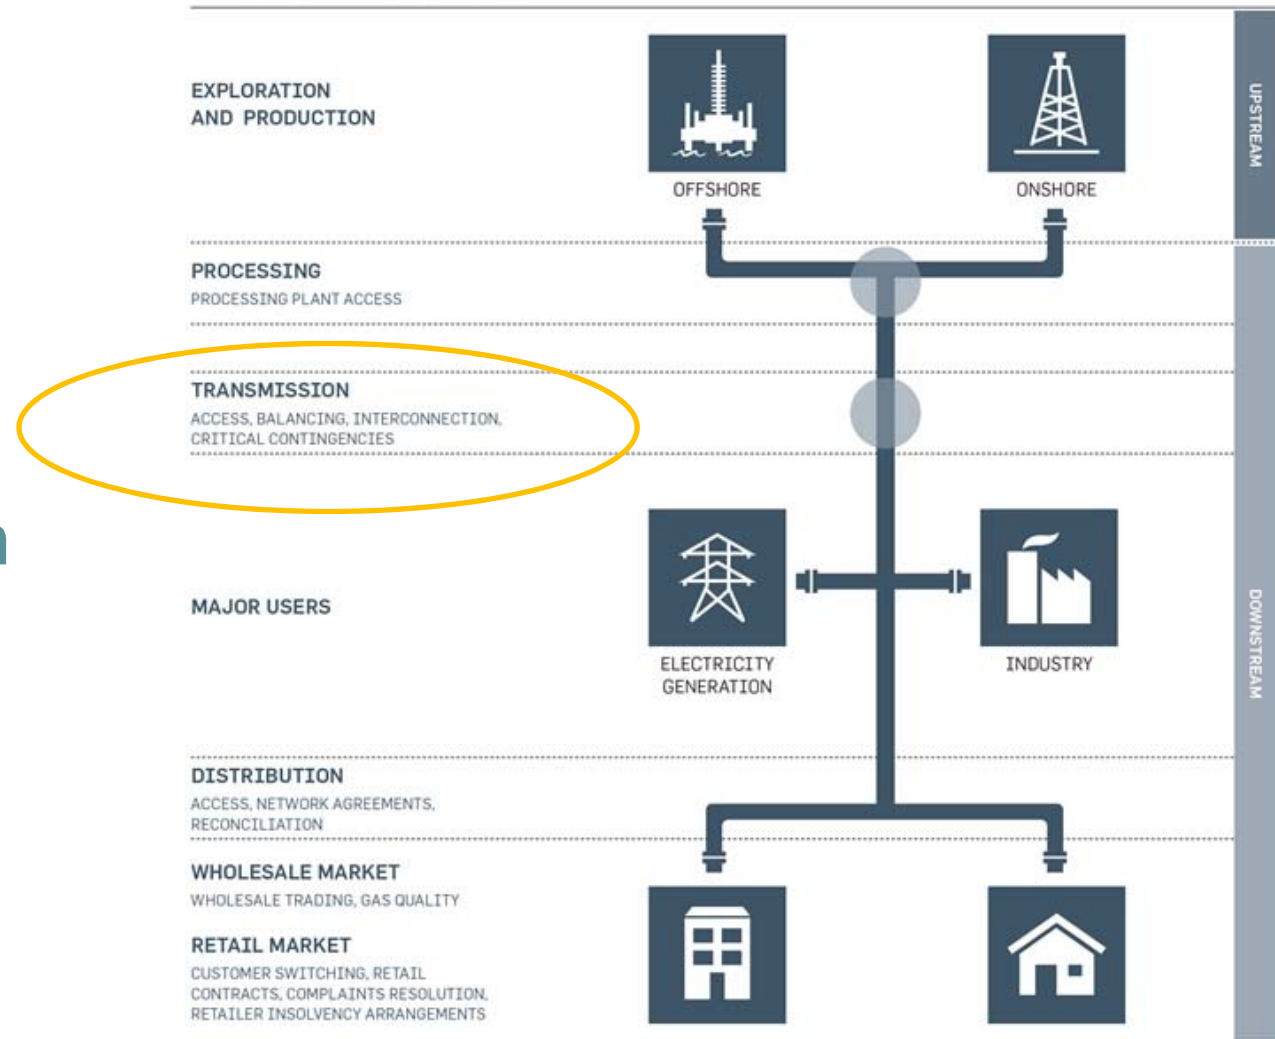 EXPLORATION
AND PRODUCTION
OFFSHORE
ONSHORE
UPSTREAM
PROCESSING
PROCESSING PLANT ACCESS
TRANSMISSION
ACCESS, BALANCING, INTERCONNECTION,
CRITICAL CONTINGENCIES
MAJOR USERS
ELECTRICITY
GENERATION
INDUSTRY
DOWNSTREAM
DISTRIBUTION
ACCESS, NETWORK AGREEMENTS,
RECONCILIATION
WHOLESALE MARKET
WHOLESALE TRADING, GAS QUALITY
RETAIL MARKET
CUSTOMER SWITCHING, RETAIL
CONTRACTS, COMPLAINTS RESOLUTION,
RETAILER INSOLVENCY ARRANGEMENTS